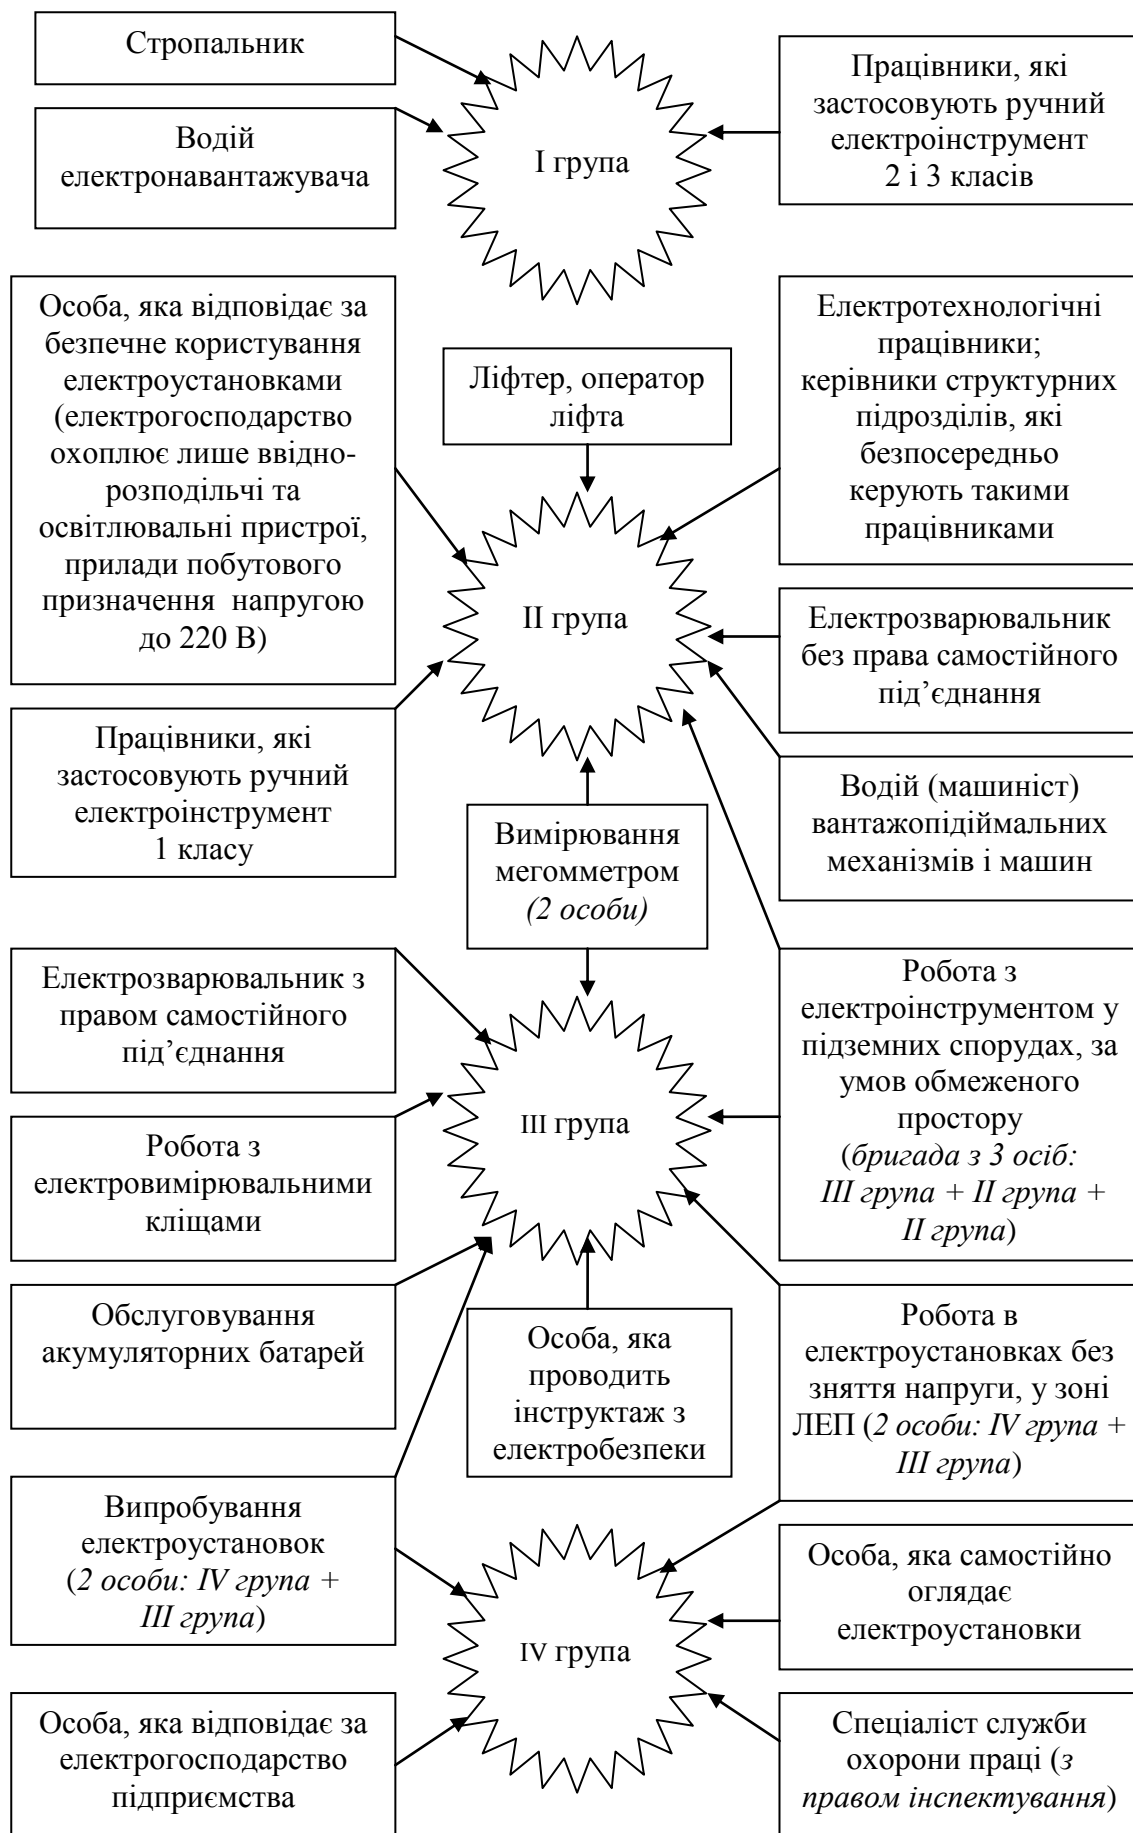 Стропальник
Водій
електронавантажувача
І група
Працівники, які
застосовують ручний
електроінструмент
2 і 3 класів
Особа, яка відповідає за
безпечне користування
електроустановками
(електрогосподарство
охоплює лише ввідно-
розподільчі та
освітлювальні пристрої,
прилади побутового
призначення напругою
до 220 В)
Ліфтер, оператор
ліфта
Електротехнологічні
працівники;
керівники структурних
підрозділів, які
безпосередньо
керують такими
працівниками
ІІ група
Електрозварювальник
без права самостійного
під’єднання
Працівники, які
застосовують ручний
електроінструмент
1 класу
Водій (машиніст)
вантажопідіймальних
механізмів і машин
Вимірювання
мегомметром
(2 особи)
Електрозварювальник з
правом самостійного
під’єднання
Робота з
електроінструментом у
підземних спорудах, за
умов обмеженого
простору
(бригада з 3 осіб:
ІІІ група + ІІ група +
ІІ група)
ІІІ група
Робота з
електровимірювальними
кліщами
Обслуговування
акумуляторних батарей
Особа, яка
проводить
інструктаж з
електробезпеки
Робота в
електроустановках без
зняття напруги, у зоні
ЛЕП (2 особи: ІV група +
ІІІ група)
Випробування
електроустановок
(2 особи: ІV група +
ІІІ група)
ІV група
Особа, яка самостійно
оглядає
електроустановки
Особа, яка відповідає за
електрогосподарство
підприємства
Спеціаліст служби
охорони праці (з
правом інспектування)